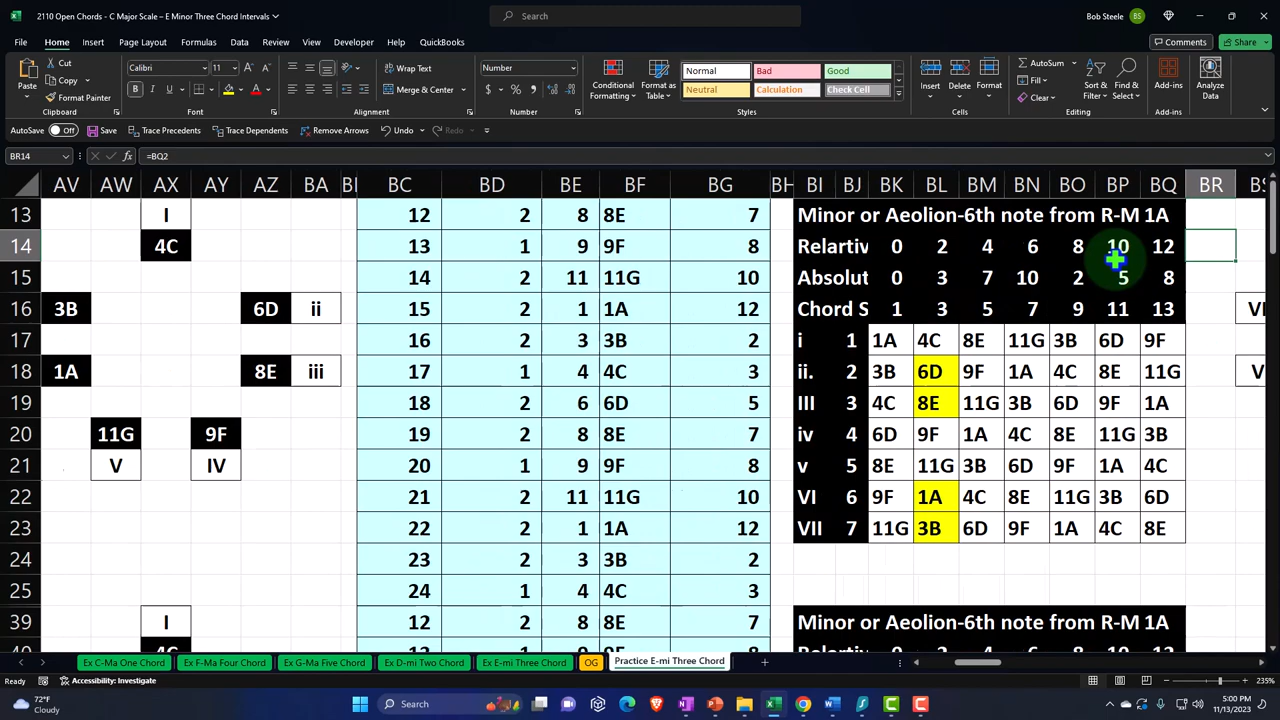 2110 Open Chords - C Major Scale – E Minor Three Chord Intervals
Search
Bob Steele BS
File Home Insert Page Layout Formulas Data Review View Developer Help QuickBooks Comments Share
Cut
Copy
Paste
Format Painter
Calibri 11
Wrap Text
Merge & Center
Number
Conditional Formatting
Format as Table
Normal Bad Good
Neutral Calculation Check Cell
Insert Delete Format
AutoSum
Fill
Clear
Sort & Filter
Find & Select
Add-ins
Analyze Data
Clipboard Font Alignment Number Styles Cells Editing Add-ins
AutoSave Off Save Trace Precedents Trace Dependents Remove Arrows Undo Redo
BR14 fx =BQ2
AV AW AX AY AZ BA BC BD BE BF BG BH BI BJ BK BL BM BN BO BP BQ BR
13 I 12 2 8 8E 7 Minor or Aeolion-6th note from R-M 1A
14 4C 13 1 9 9F 8 Relartiv 0 2 4 6 8 10 12
15 14 2 11 11G 10 Absolut 0 3 7 10 2 5 8
16 3B 6D ii 15 2 1 1A 12 Chord S 1 3 5 7 9 11 13
17 16 2 3 3B 2 i 1 1A 4C 8E 11G 3B 6D 9F
18 1A 8E iii 17 1 4 4C 3 ii. 2 3B 6D 9F 1A 4C 8E 11G V
19 18 2 6 6D 5 III 3 4C 8E 11G 3B 6D 9F 1A
20 11G 9F 19 2 8 8E 7 iv 4 6D 9F 1A 4C 8E 11G 3B
21 V IV 20 1 9 9F 8 v 5 8E 11G 3B 6D 9F 1A 4C
22 21 2 11 11G 10 VI 6 9F 1A 4C 8E 11G 3B 6D
23 22 2 1 1A 12 VII 7 11G 3B 6D 9F 1A 4C 8E
24 23 2 3 3B 2
25 24 1 4 4C 3
39 I 12 2 8 8E 7 Minor or Aeolion-6th note from R-M 1A
Ex C-Ma One Chord Ex F-Ma Four Chord Ex G-Ma Five Chord Ex D-mi Two Chord Ex E-mi Three Chord OG Practice E-mi Three Chord
Ready Accessibility: Investigate 235%
72°F
Cloudy
Search
5:00 PM
11/13/2023